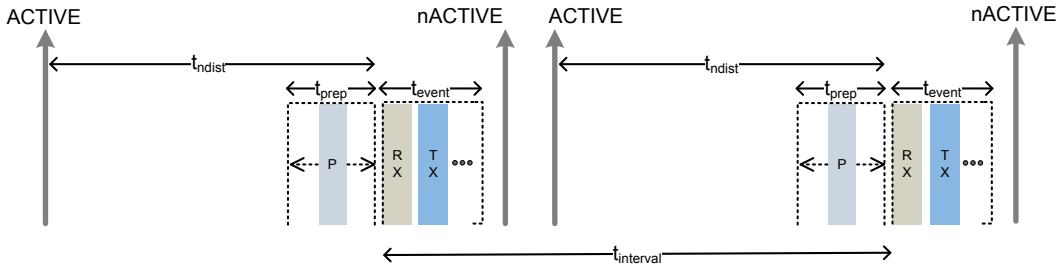 ACTIVE nACTIVE ACTIVE nACTIVE
tndist tndist
tprep tevent tprep tevent
P R X T X ●●● P R X T X ●●●
tinterval